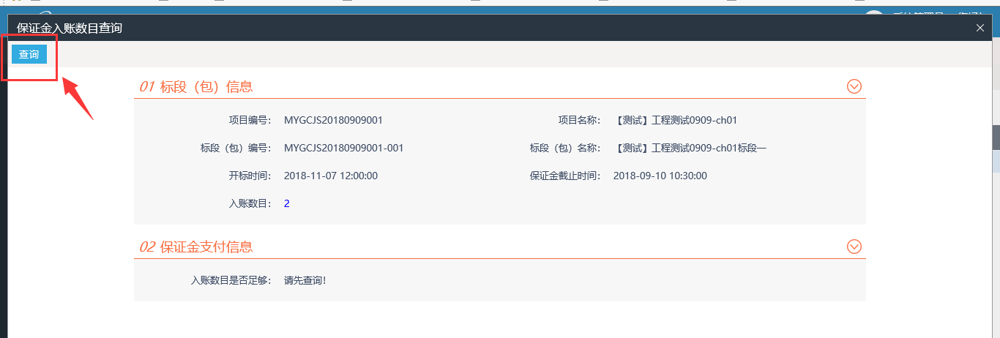 保证金入账数目查询
查询
01 标段（包）信息
项目编号： MYGCJS20180909001 项目名称： 【测试】工程测试0909-ch01
标段（包）编号： MYGCJS20180909001-001 标段（包）名称： 【测试】工程测试0909-ch01标段一
开标时间： 2018-11-07 12:00:00 保证金截止时间： 2018-09-10 10:30:00
入账数目： 2
02 保证金支付信息
入账数目是否足够： 请先查询！